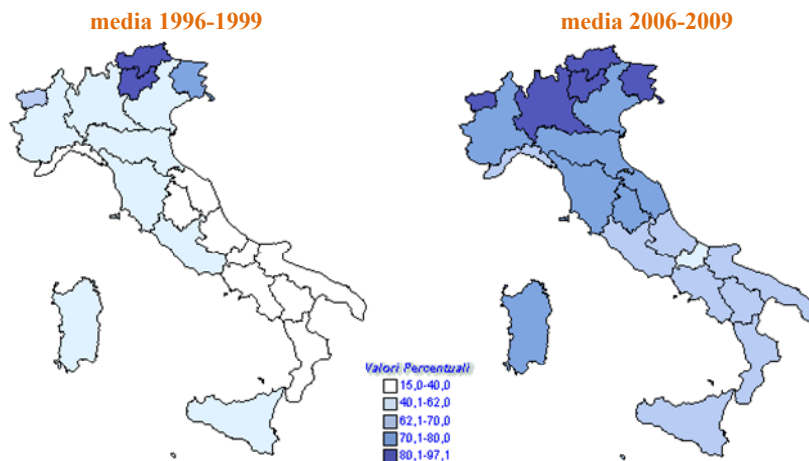 media 1996-1999
media 2006-2009
Valori Percentuali
15,0-40,0
40,1-62,0
62,1-70,0
70,1-80,0
80,1-97,1